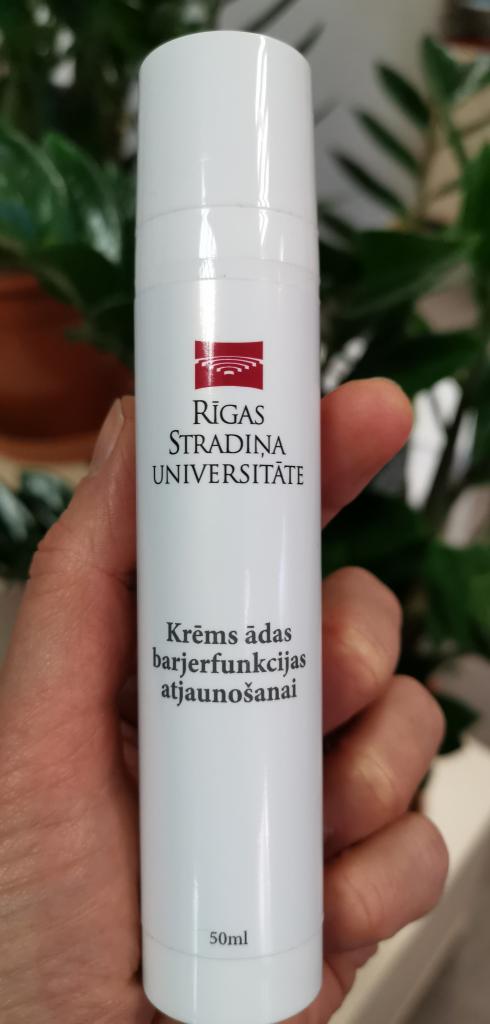 RĪGAS
STRADIŅA
UNIVERSITĀTE
Krēms ādas
barjerfunkcijas
atjaunošanai
50ml